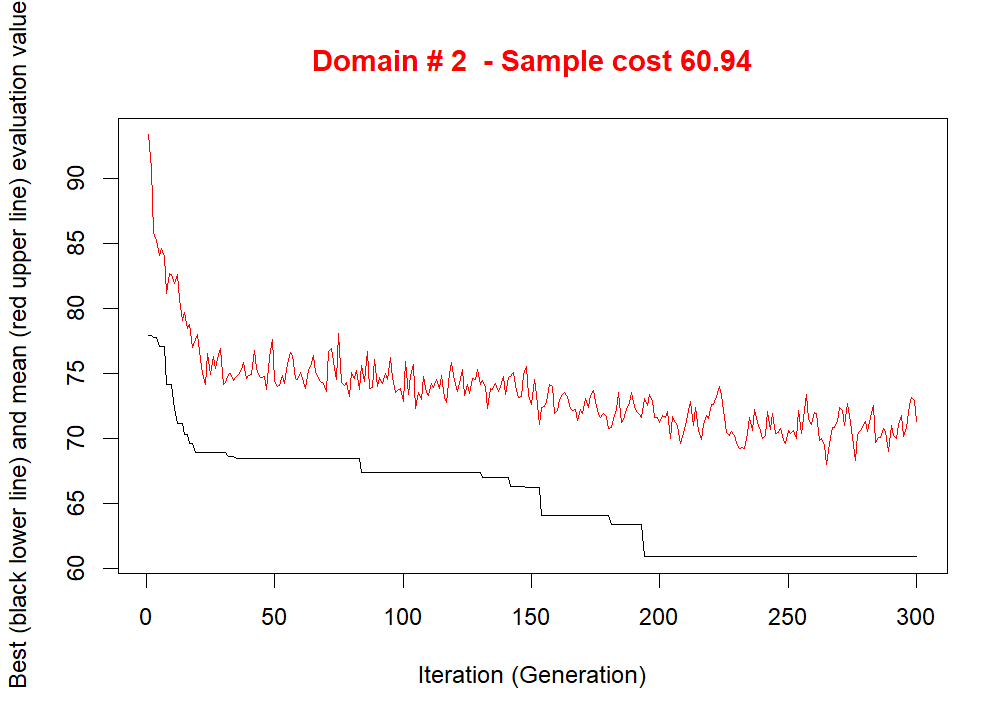 Domain # 2  - Sample cost 60.94
Best (black lower line) and mean (red upper line) evaluation value
90
85
80
75
70
65
60
0 50 100 150 200 250 300
Iteration (Generation)